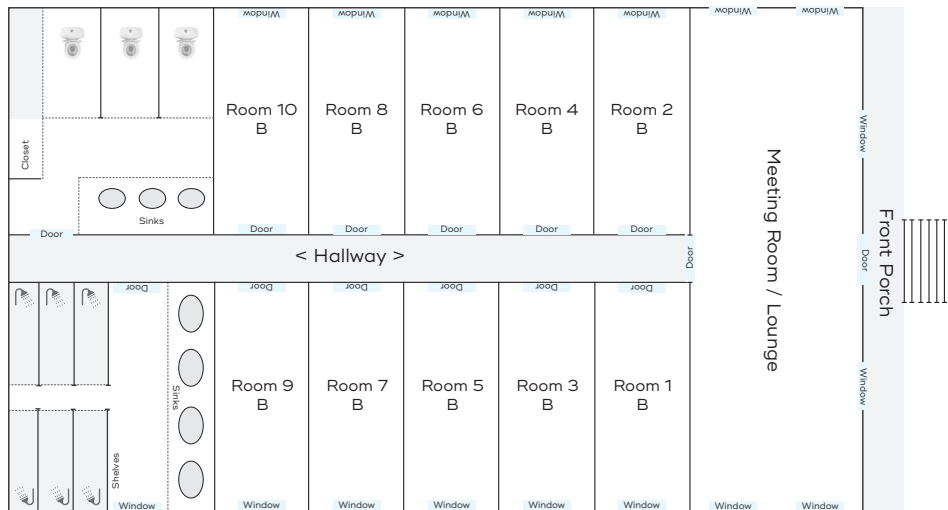 Window
Window
Window
Window
Window
Window
Window
Room 10
B
Room 8
B
Room 6
B
Room 4
B
Room 2
B
Closet
Sinks
Door
Door
Door
Door
Door
Door
< Hallway >
Door
Meeting Room / Lounge
Window
Door
Window
Front Porch
Door
Door
Door
Door
Door
Door
Room 9
B
Room 7
B
Room 5
B
Room 3
B
Room 1
B
Sinks
Shelves
Window
Window
Window
Window
Window
Window
Window
Window